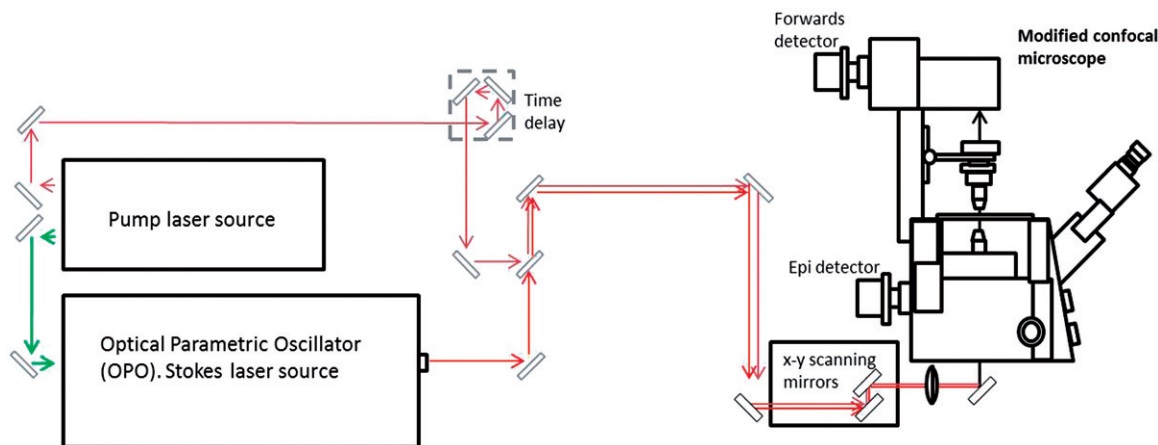 Forwards
detector
Modified confocal
microscope
Time
delay
Pump laser source
Epi detector
Optical Parametric Oscillator
(OPO). Stokes laser source
x-y scanning
mirrors